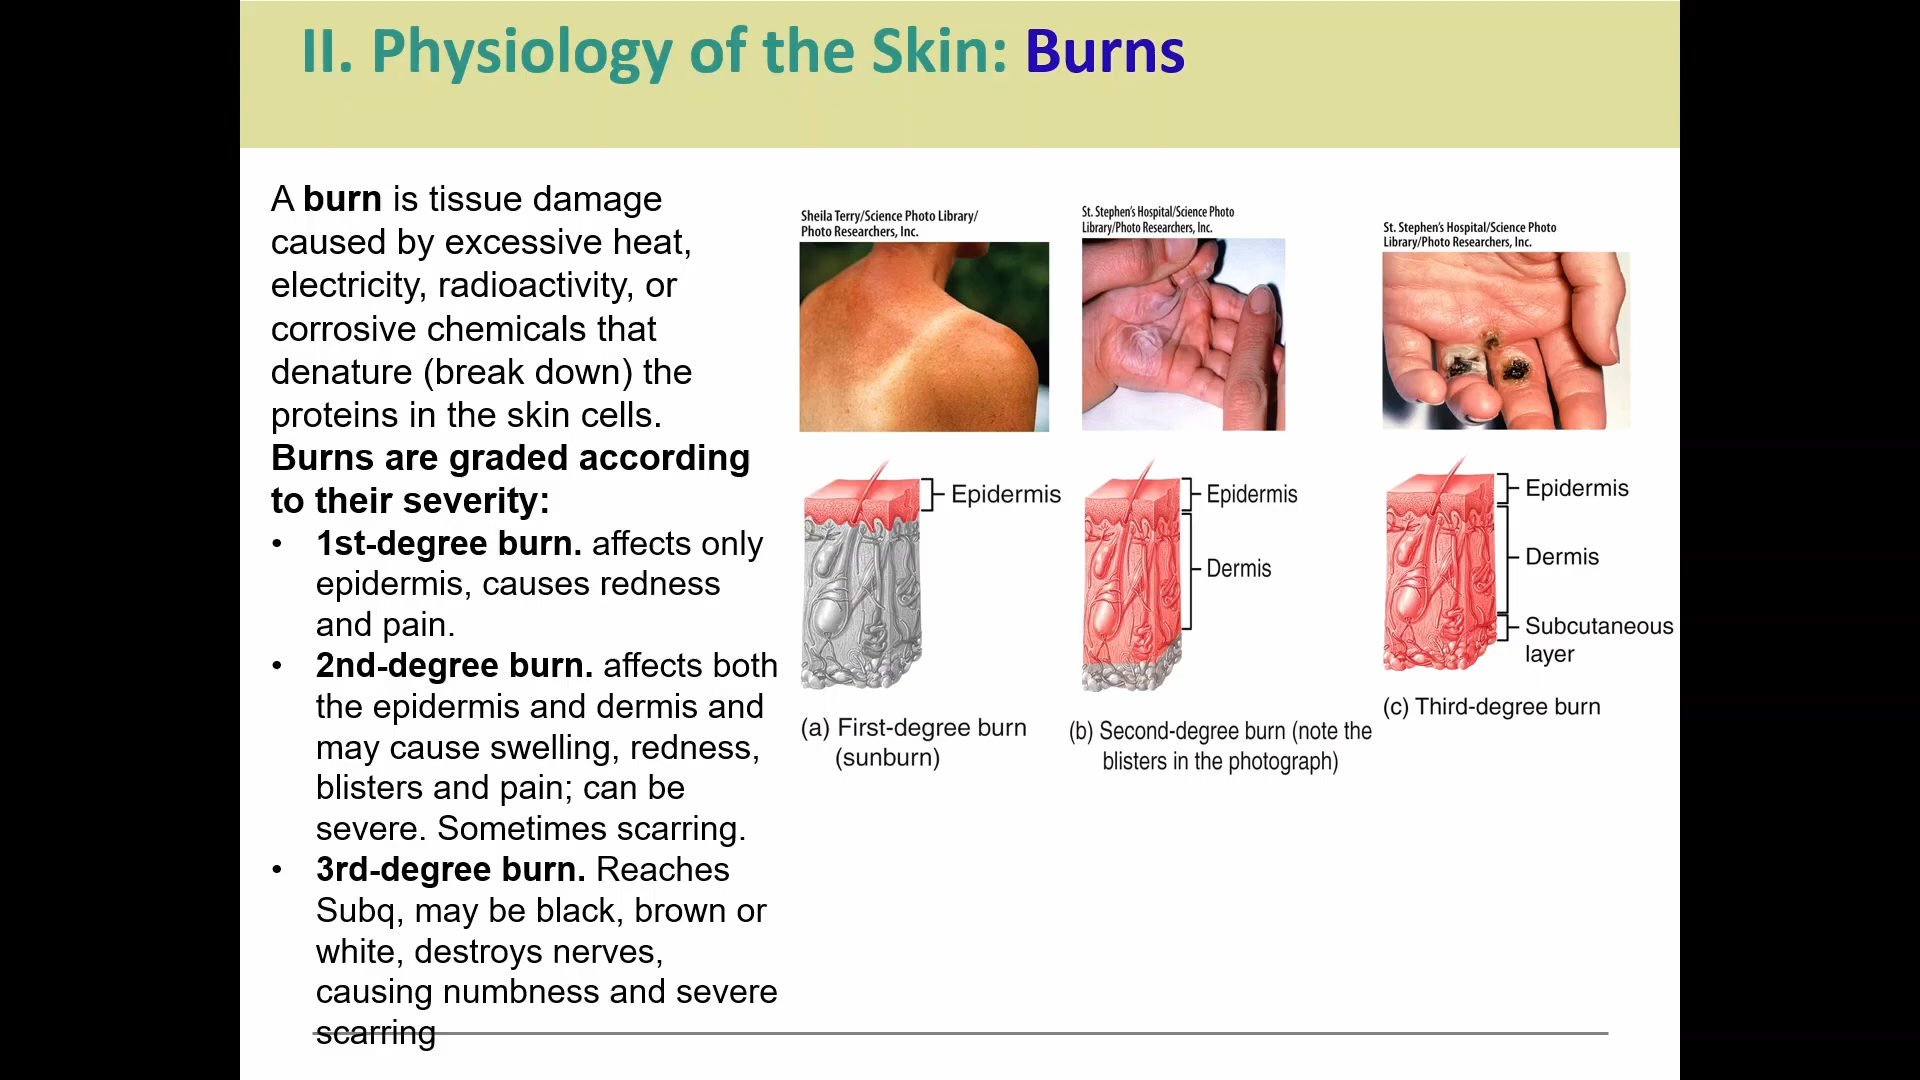 II. Physiology of the Skin: Burns
A burn is tissue damage
caused by excessive heat,
electricity, radioactivity, or
corrosive chemicals that
denature (break down) the
proteins in the skin cells.
Burns are graded according
to their severity:
• 1st-degree burn. affects only
epidermis, causes redness
and pain.
• 2nd-degree burn. affects both
the epidermis and dermis and
may cause swelling, redness,
blisters and pain; can be
severe. Sometimes scarring.
• 3rd-degree burn. Reaches
Subq, may be black, brown or
white, destroys nerves,
causing numbness and severe
scarring
Sheila Terry/Science Photo Library/
Photo Researchers, Inc.
Epidermis
(a) First-degree burn
(sunburn)
St. Stephen's Hospital/Science Photo
Library/Photo Researchers, Inc.
Epidermis
Dermis
(b) Second-degree burn (note the
blisters in the photograph)
St. Stephen's Hospital/Science Photo
Library/Photo Researchers, Inc.
Epidermis
Dermis
Subcutaneous
layer
(c) Third-degree burn